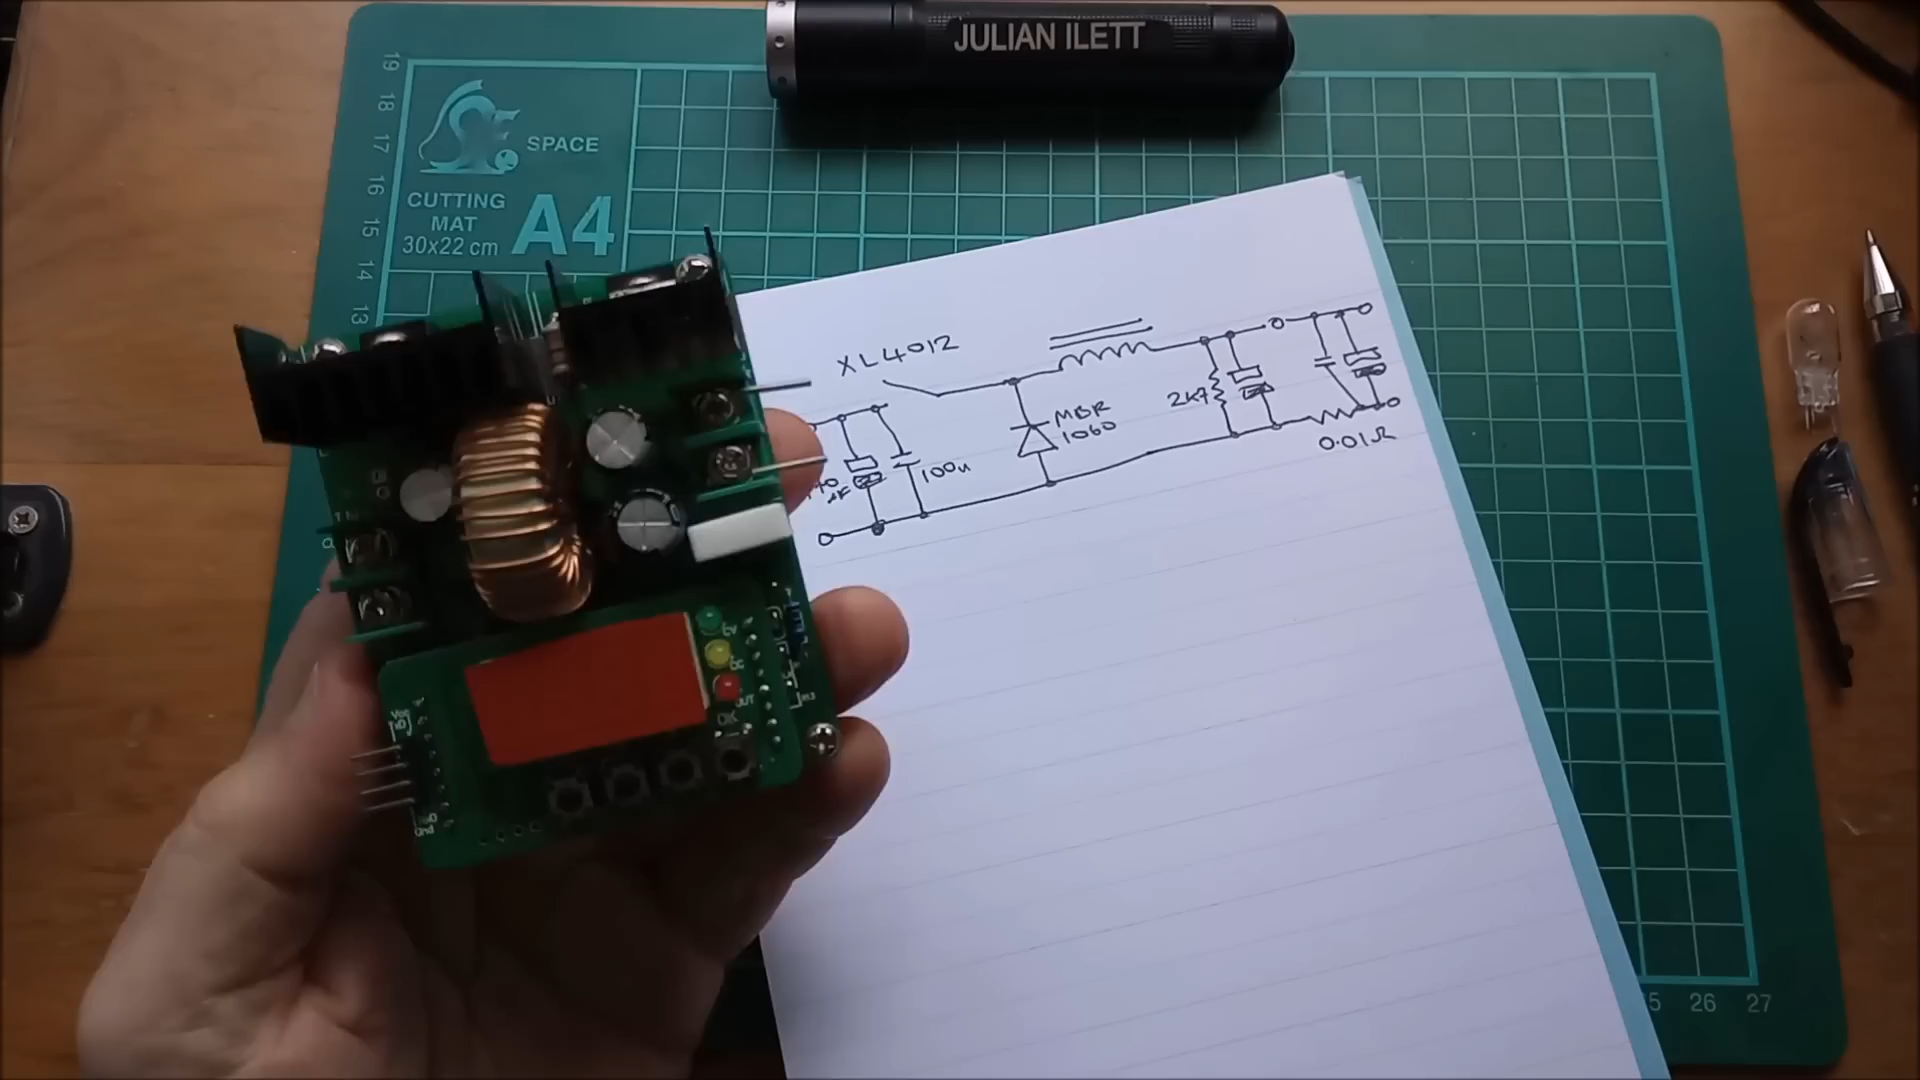 JULIAN ILETT
19
18
17
16
15
14
13
SPACE
CUTTING
MAT
30x22 cm
A4
XL4012
MBR
1060
2K7
0.01Ω
100u
CV
CC
OUT
OK
Gnd
26
27